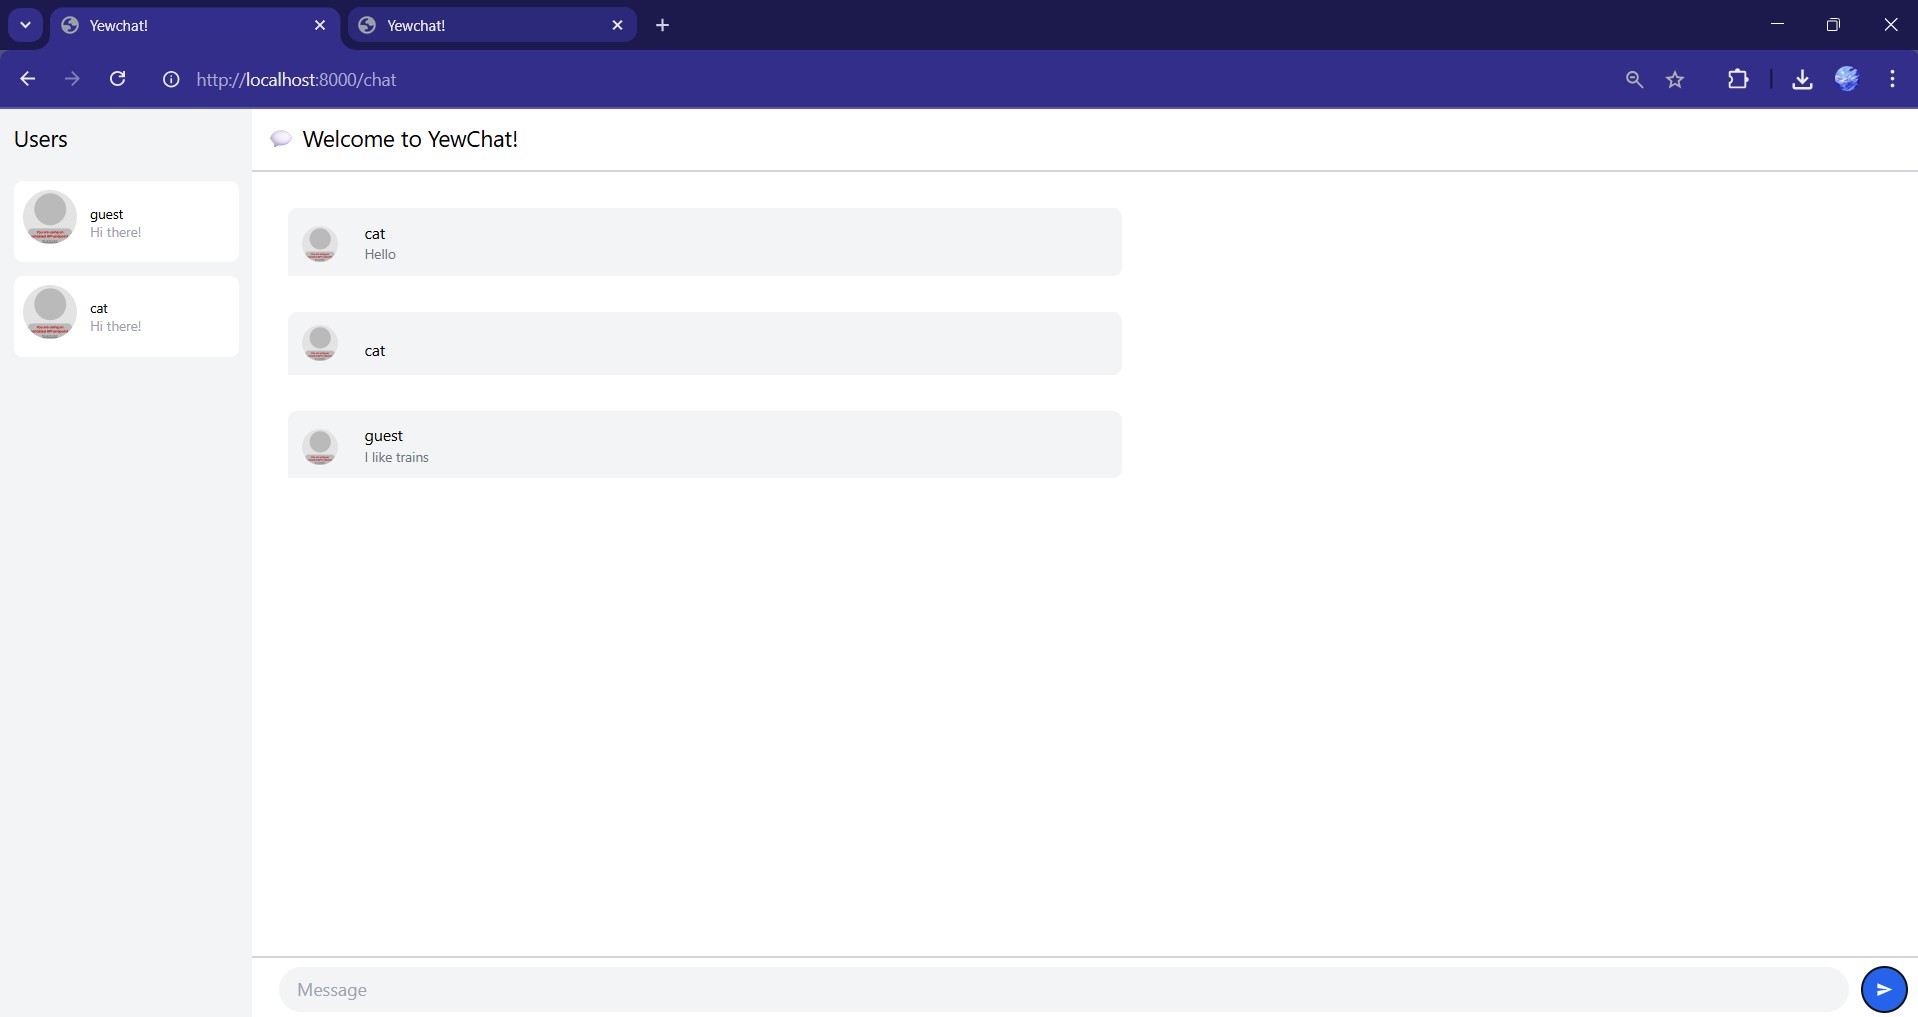 Yewchat!
Yewchat!
http://localhost:8000/chat
Users
Welcome to YewChat!
guest
Hi there!
cat
Hi there!
cat
Hello
cat
guest
I like trains
Message